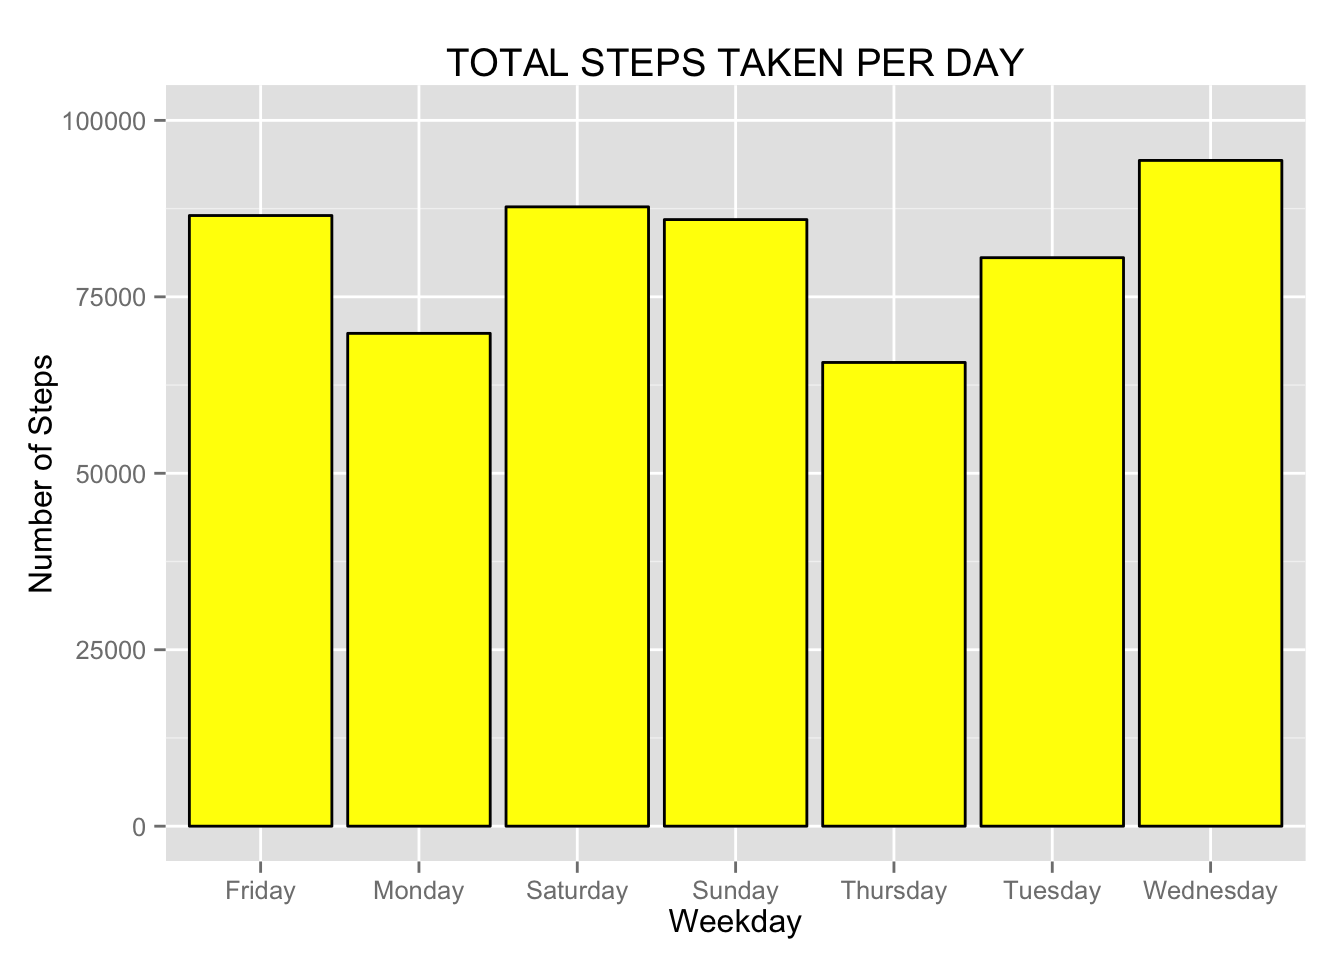 TOTAL STEPS TAKEN PER DAY
Number of Steps
100000
75000
50000
25000
0
Friday Monday Saturday Sunday Thursday Tuesday Wednesday
Weekday